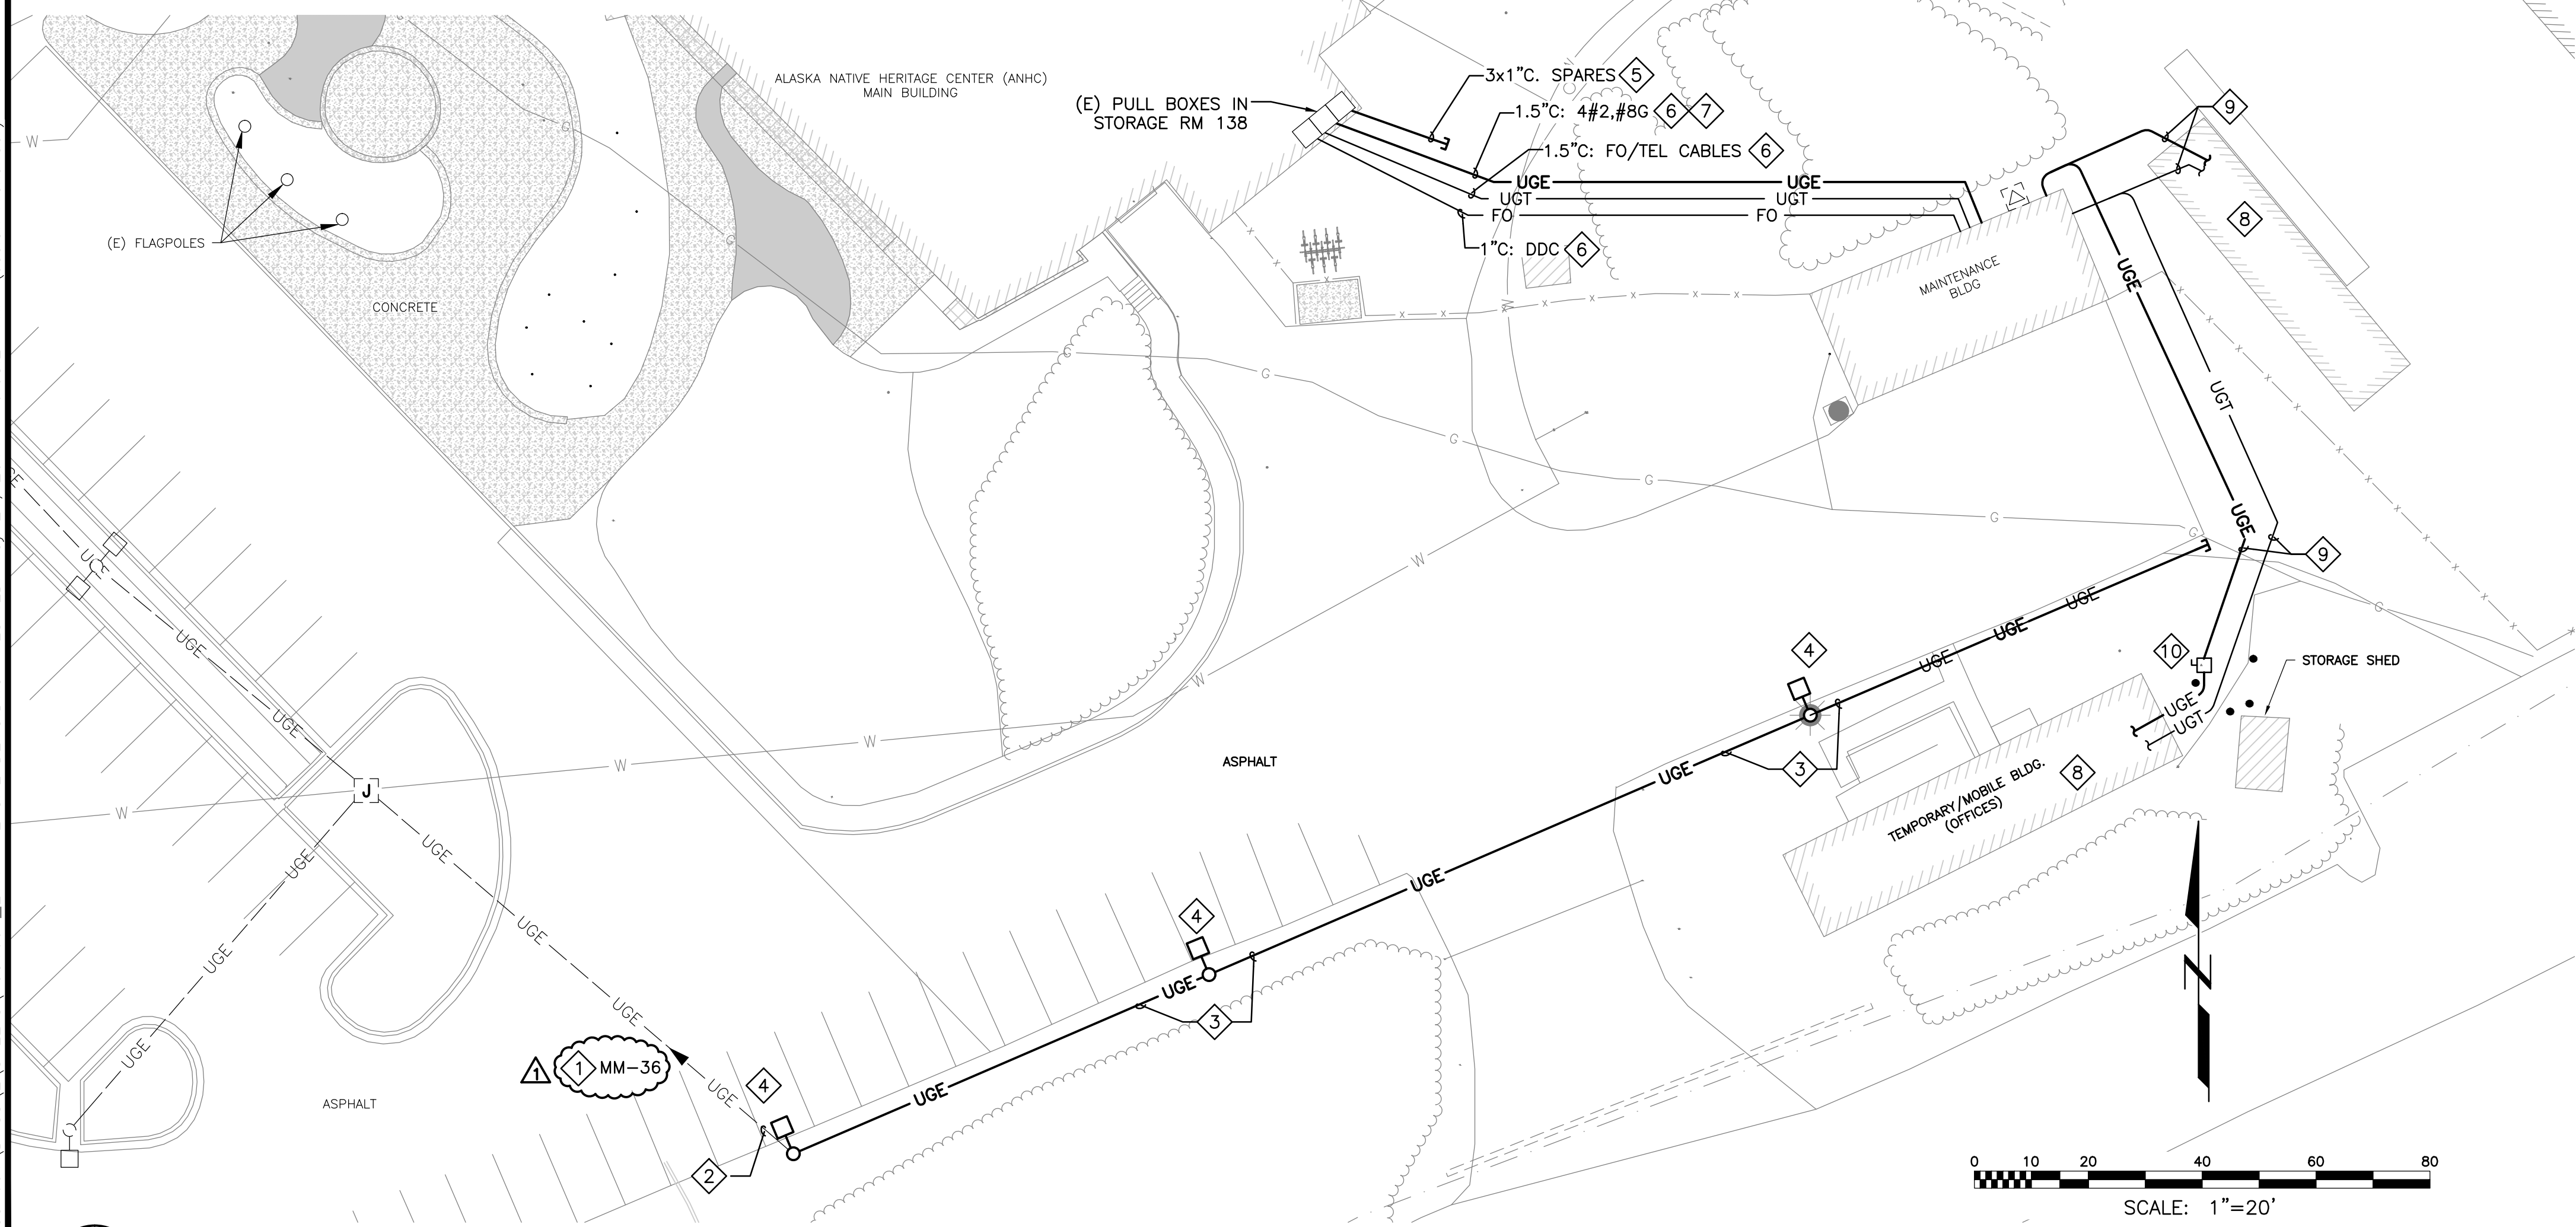 ALASKA NATIVE HERITAGE CENTER (ANHC)
MAIN BUILDING
(E) PULL BOXES IN
STORAGE RM 138
3x1"C. SPARES 5
1.5"C: 4#2,#8G 6 7
1.5"C: FO/TEL CABLES 6
UGE UGE
UGT UGT
FO FO
1"C: DDC 6
9
8
W
G
G
(E) FLAGPOLES
CONCRETE
MAINTENANCE
BLDG
UGE
UGT
UGE
9
W
G
G
G
G
G
G
G
W
W
W
W
W
UGE
UGE
UGE
UGE
J
UGE
UGE
UGE
UGE
UGE
UGE
UGE
UGE
1 1 MM-36
4
2
UGE
UGE
4
3
UGE
ASPHALT
ASPHALT
UGE
4
3
UGE
UGE
UGE
10
STORAGE SHED
UGE
UGT
TEMPORARY/MOBILE BLDG.
(OFFICES)
8
N
0 10 20 40 60 80
SCALE: 1"=20'